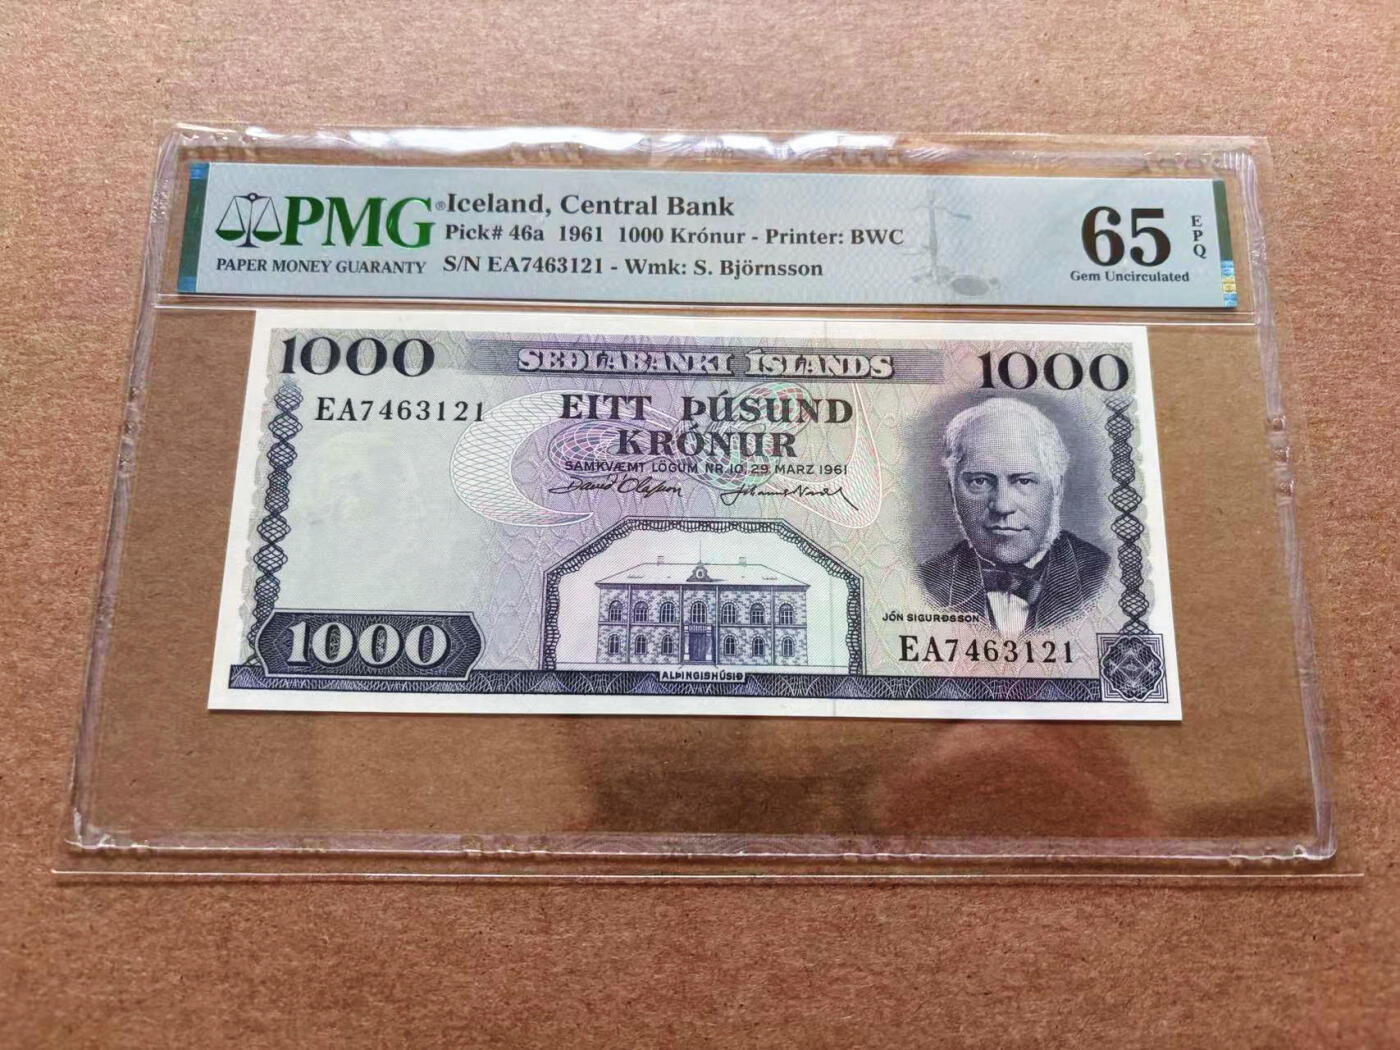 PMG®
PAPER MONEY GUARANTY
Iceland, Central Bank
Pick# 46a 1961 1000 Krónur - Printer: BWC
S/N EA7463121 - Wmk: S. Björnsson
65
EPQ
Gem Uncirculated
1000
SEÐLABANKI ÍSLANDS
1000
EA7463121
EITT ÞÚSUND
KRÓNUR
SAMKVÆMT LÖGUM NR. 10, 29. MARZ 1961
JÓN SIGURÐSSON
EA7463121
1000
ALÞINGISHÚSIÐ